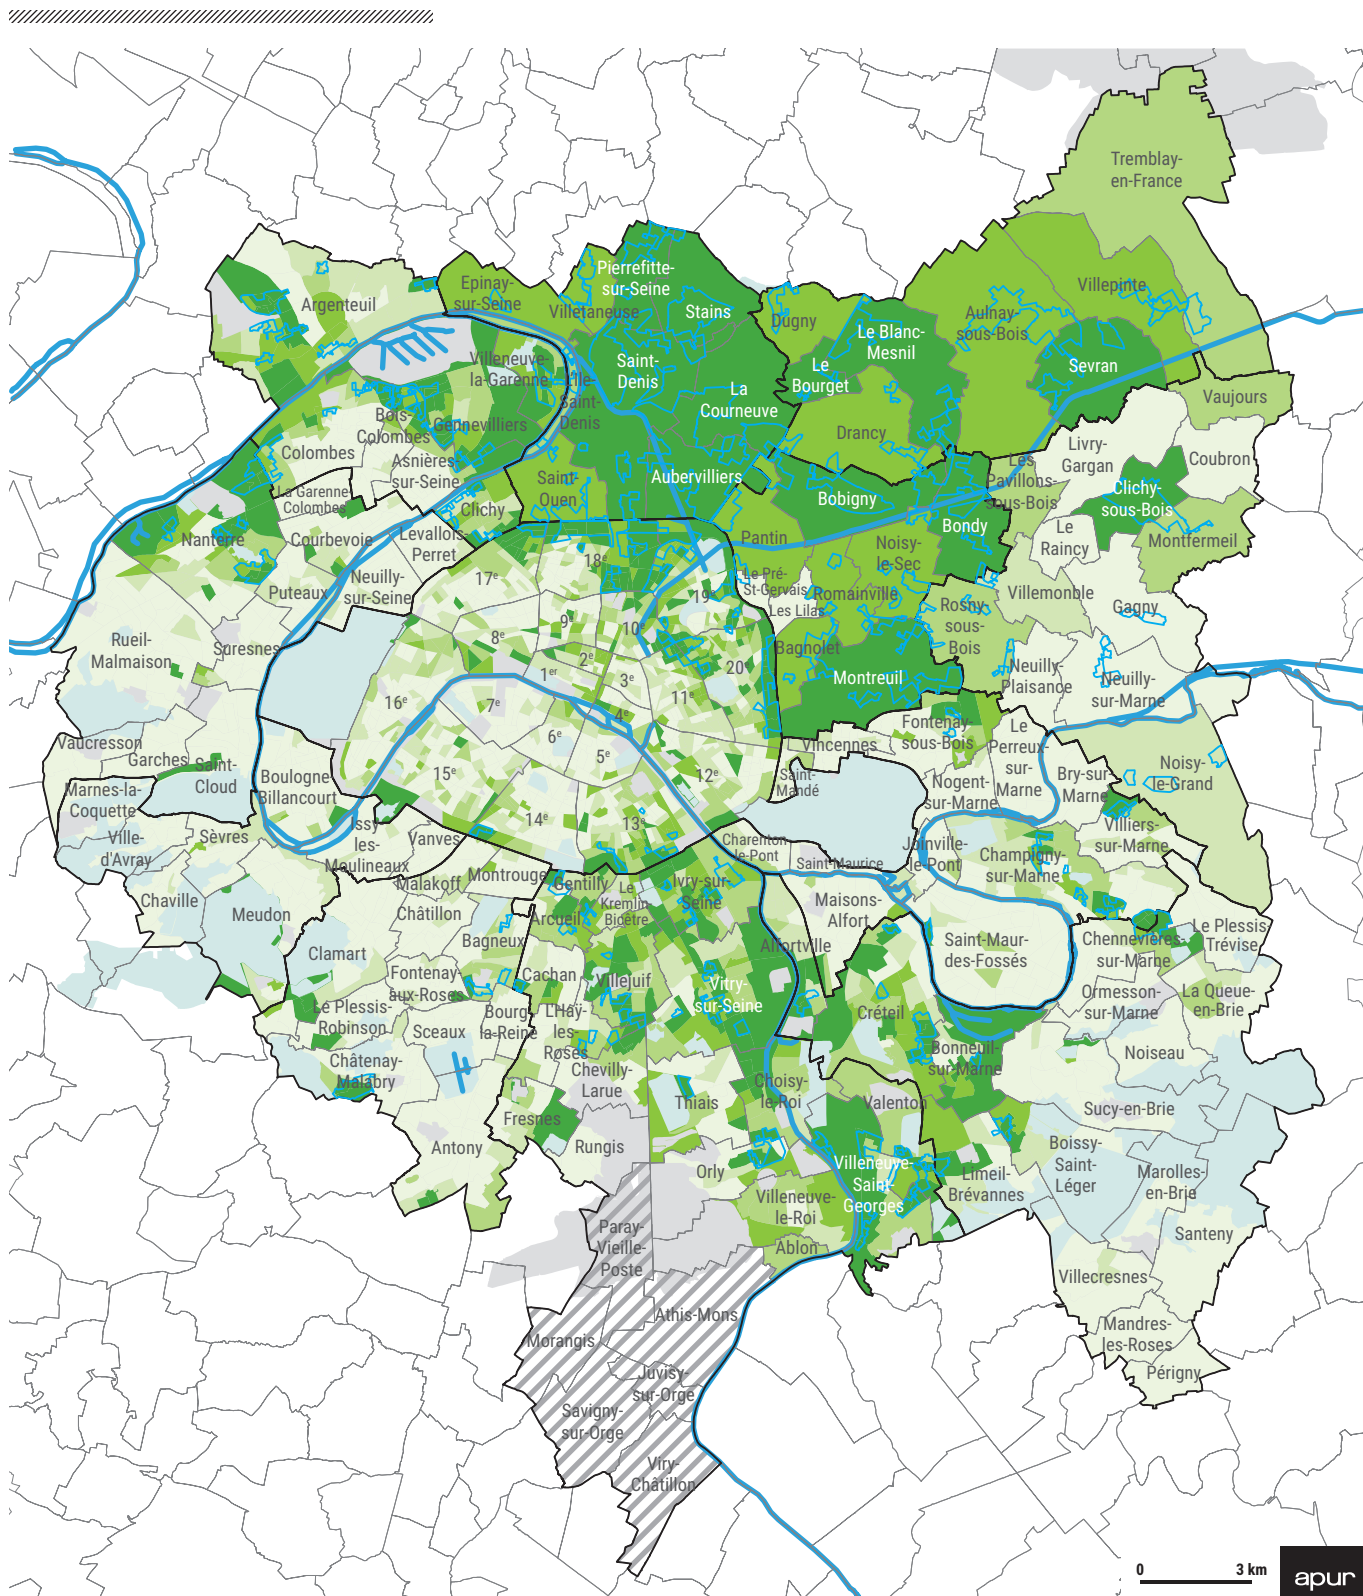 Tremblay-
en-France
Argenteuil
Epinay-
sur-Seine
Pierrefitte-
sur-Seine
Villetaneuse
Stains
Dugny
Villepinte
Aulnay-
sous-Bois
Le Blanc-
Mesnil
Villeneuve-
la-Garenne
Saint-
Denis
L'Île-
Saint-
Denis
Le
Bourget
Sevran
La
Courneuve
Vaujours
Bois-
Colombes
Gennevilliers
Drancy
Livry-
Gargan
Coubron
Colombes
Asnières-
sur-Seine
Saint-
Ouen
Aubervilliers
Bobigny
Les
Pavillons-
sous-Bois
Clichy-
sous-Bois
La Garenne-
Colombes
Clichy
Bondy
Le
Raincy
Montfermeil
Nanterre
Courbevoie
Levallois-
Perret
Pantin
Noisy-
le-Sec
18e
17e
19e
Le Pré-
St-Gervais
Les Lilas
Romainville
Puteaux
Neuilly-
sur-Seine
Rosny-
sous-
Bois
Villemonble
Gagny
Rueil-
Malmaison
Suresnes
8e
9e
10e
2e
1er
3e
20e
Bagnolet
Montreuil
Neuilly-
Plaisance
Neuilly-
sur-Marne
16e
7e
11e
4e
6e
5e
Vincennes
Fontenay-
sous-Bois
Le
Perreux-
sur-
Marne
Vaucresson
Garches
Saint-
Cloud
Boulogne
Billancourt
15e
12e
Saint-
Mandé
Nogent-
sur-Marne
Bry-sur-
Marne
Noisy-
le-Grand
Marnes-la-
Coquette
Ville-
d'Avray
Sèvres
Issy-
les-
Moulineaux
Vanves
14e
13e
Charenton-
le-Pont
Saint-Maurice
Joinville-
le-Pont
Champigny-
sur-Marne
Villiers-
sur-Marne
Malakoff
Montrouge
Gentilly
Le
Kremlin-
Bicêtre
Ivry-sur-
Seine
Chaville
Meudon
Châtillon
Arcueil
Maisons-
Alfort
Clamart
Bagneux
Alfortville
Saint-Maur-
des-Fossés
Chennevières-
sur-Marne
Le Plessis-
Trévise
Fontenay-
aux-Roses
Cachan
Villejuif
Vitry-
sur-Seine
Le Plessis-
Robinson
Sceaux
Bourg-
la-Reine
L'Haÿ-
les-
Roses
Créteil
Ormesson-
sur-Marne
La Queue-
en-Brie
Châtenay-
Malabry
Chevilly-
Larue
Bonneuil-
sur-Marne
Noiseau
Thiais
Choisy-
le-Roi
Valenton
Sucy-en-Brie
Fresnes
Antony
Rungis
Orly
Villeneuve-
Saint-
Georges
Limeil-
Brévannes
Boissy-
Saint-
Léger
Marolles-
en-Brie
Villeneuve-
le-Roi
Santeny
Paray-
Vieille-
Poste
Ablon
Villecresnes
Athis-Mons
Morangis
Mandres-
les-Roses
Juvisy-
sur-Orge
Périgny
Savigny-
sur-Orge
Viry-
Châtillon
0 3 km
apur